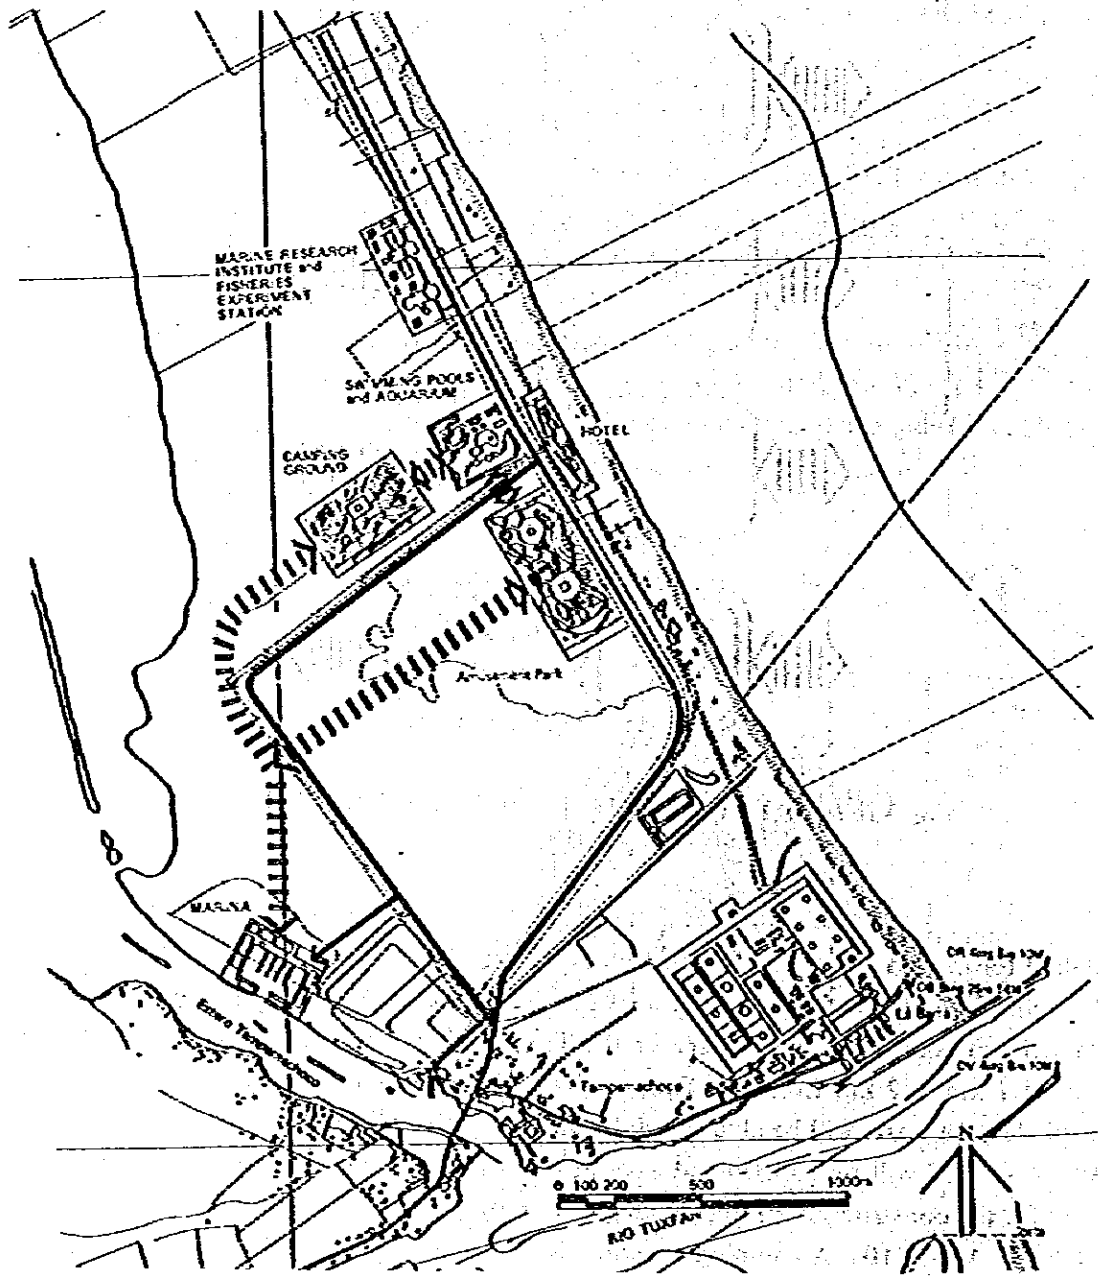 MARINE RESEARCH
INSTITUTE and
FISHERIES
EXPERIMENT
STATION
SWIMMING POOLS
and AQUARIUM
HOTEL
CAMPING
GROUND
Amusement Park
MARINA
Estero Tampamachoco
La Barra
Tampamachoco
N
0 100 200 500 1000m
RIO TUXPAN